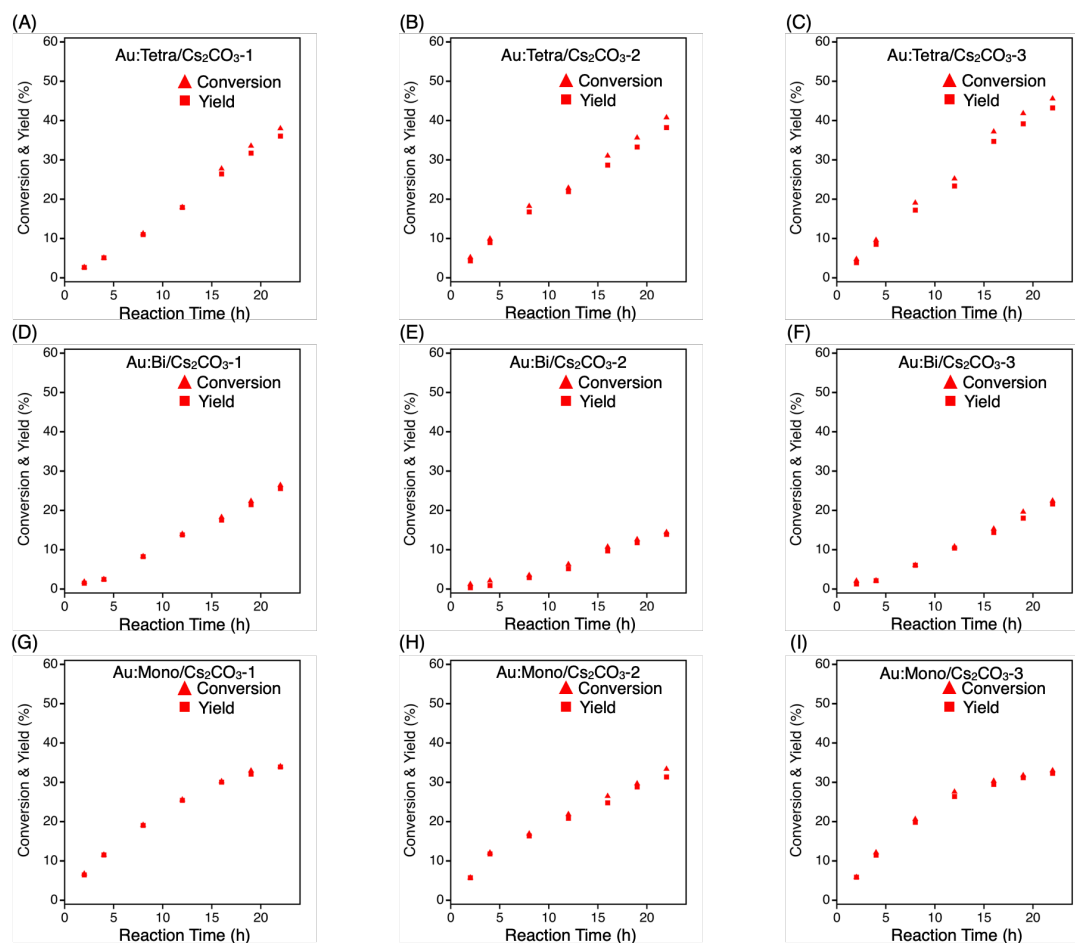 (A)
Au:Tetra/Cs₂CO₃-1
Conversion
Yield
Conversion & Yield (%)
60
50
40
30
20
10
0
0 5 10 15 20
Reaction Time (h)
(B)
Au:Tetra/Cs₂CO₃-2
Conversion
Yield
Conversion & Yield (%)
60
50
40
30
20
10
0
0 5 10 15 20
Reaction Time (h)
(C)
Au:Tetra/Cs₂CO₃-3
Conversion
Yield
Conversion & Yield (%)
60
50
40
30
20
10
0
0 5 10 15 20
Reaction Time (h)
(D)
Au:Bi/Cs₂CO₃-1
Conversion
Yield
Conversion & Yield (%)
60
50
40
30
20
10
0
0 5 10 15 20
Reaction Time (h)
(E)
Au:Bi/Cs₂CO₃-2
Conversion
Yield
Conversion & Yield (%)
60
50
40
30
20
10
0
0 5 10 15 20
Reaction Time (h)
(F)
Au:Bi/Cs₂CO₃-3
Conversion
Yield
Conversion & Yield (%)
60
50
40
30
20
10
0
0 5 10 15 20
Reaction Time (h)
(G)
Au:Mono/Cs₂CO₃-1
Conversion
Yield
Conversion & Yield (%)
60
50
40
30
20
10
0
0 5 10 15 20
Reaction Time (h)
(H)
Au:Mono/Cs₂CO₃-2
Conversion
Yield
Conversion & Yield (%)
60
50
40
30
20
10
0
0 5 10 15 20
Reaction Time (h)
(I)
Au:Mono/Cs₂CO₃-3
Conversion
Yield
Conversion & Yield (%)
60
50
40
30
20
10
0
0 5 10 15 20
Reaction Time (h)